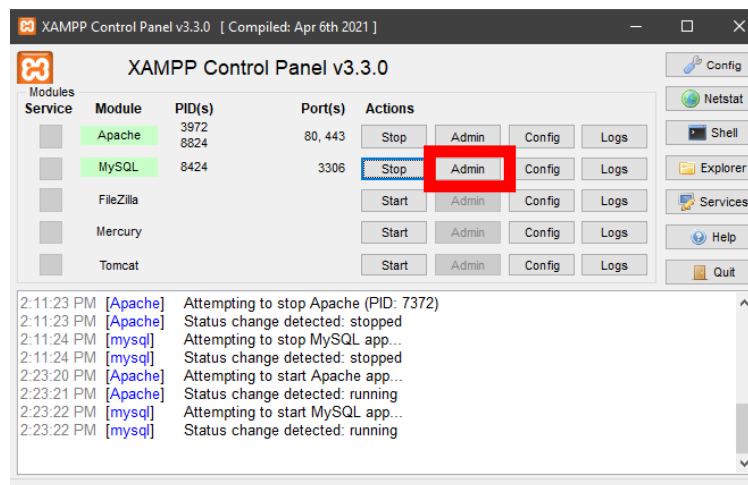 XAMPP Control Panel v3.3.0 [ Compiled: Apr 6th 2021 ]
XAMPP Control Panel v3.3.0
Config
Modules
Service Module PID(s) Port(s) Actions
Netstat
Apache 3972 8824 80, 443 Stop Admin Config Logs
Shell
MySQL 8424 3306 Stop Admin Config Logs
Explorer
FileZilla Start Admin Config Logs
Services
Mercury Start Admin Config Logs
Help
Tomcat Start Admin Config Logs
Quit
2:11:23 PM [Apache] Attempting to stop Apache (PID: 7372)
2:11:23 PM [Apache] Status change detected: stopped
2:11:24 PM [mysql] Attempting to stop MySQL app...
2:11:24 PM [mysql] Status change detected: stopped
2:23:20 PM [Apache] Attempting to start Apache app...
2:23:21 PM [Apache] Status change detected: running
2:23:22 PM [mysql] Attempting to start MySQL app...
2:23:22 PM [mysql] Status change detected: running